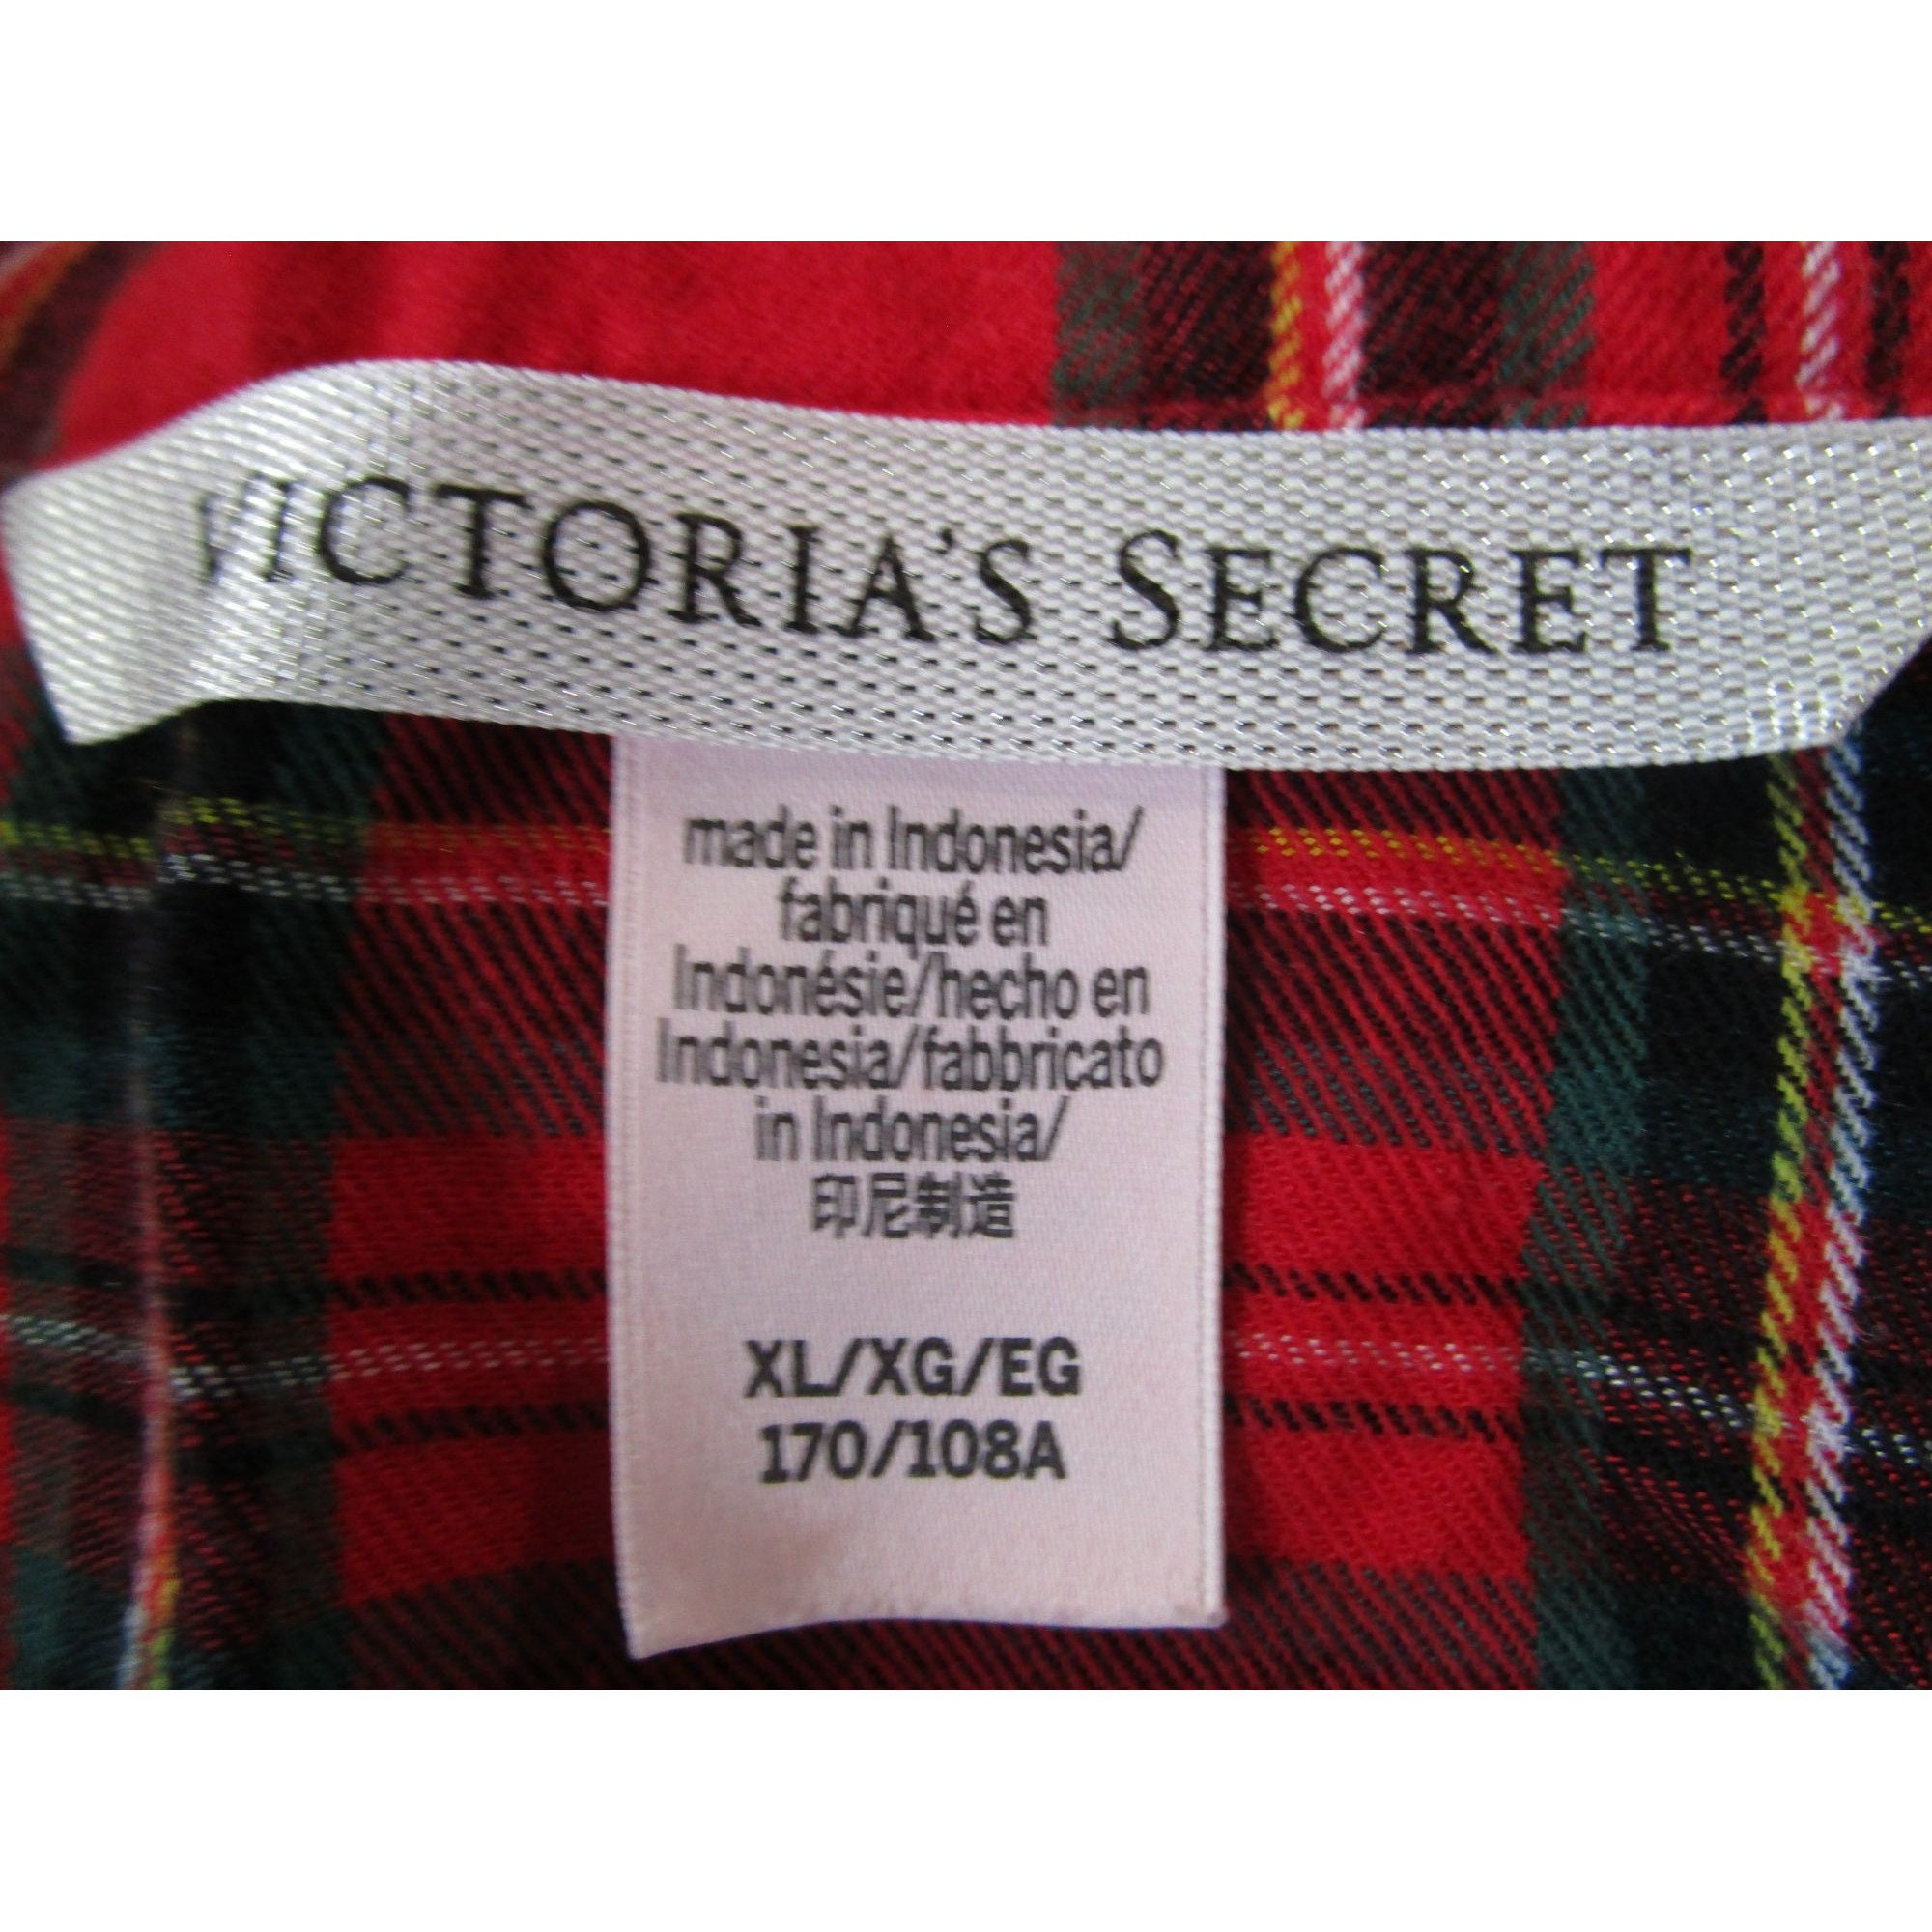 VICTORIA'S SECRET
made in Indonesia/
fabriqué en
Indonésie/hecho en
Indonesia/fabbricato
in Indonesia/
印尼制造
XL/XG/EG
170/108A